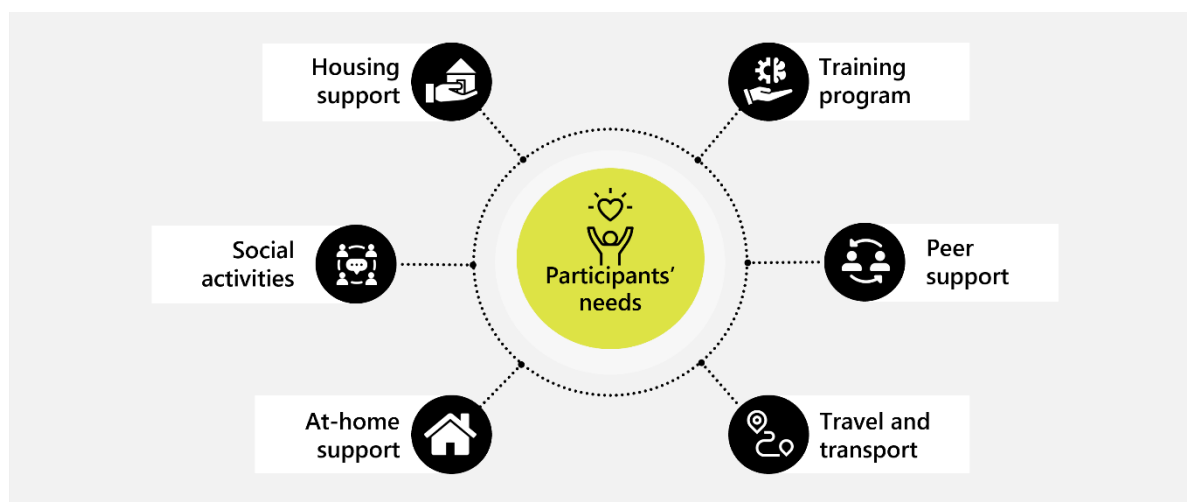 Housing
support
Training
program
Social
activities
Participants’
needs
Peer
support
At-home
support
Travel and
transport